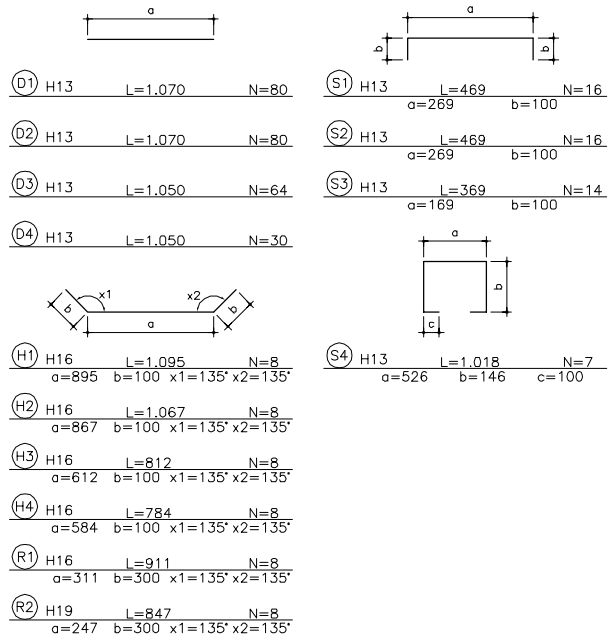 a
D1 H13 L=1.070 N=80
D2 H13 L=1.070 N=80
D3 H13 L=1.050 N=64
D4 H13 L=1.050 N=30
b x1 x2 b
a
H1 H16 L=1.095 N=8
a=895 b=100 x1=135° x2=135°
H2 H16 L=1.067 N=8
a=867 b=100 x1=135° x2=135°
H3 H16 L=812 N=8
a=612 b=100 x1=135° x2=135°
H4 H16 L=784 N=8
a=584 b=100 x1=135° x2=135°
R1 H16 L=911 N=8
a=311 b=300 x1=135° x2=135°
R2 H19 L=847 N=8
a=247 b=300 x1=135° x2=135°
a
b b
S1 H13 L=469 N=16
a=269 b=100
S2 H13 L=469 N=16
a=269 b=100
S3 H13 L=369 N=14
a=169 b=100
a
b
c
S4 H13 L=1.018 N=7
a=526 b=146 c=100